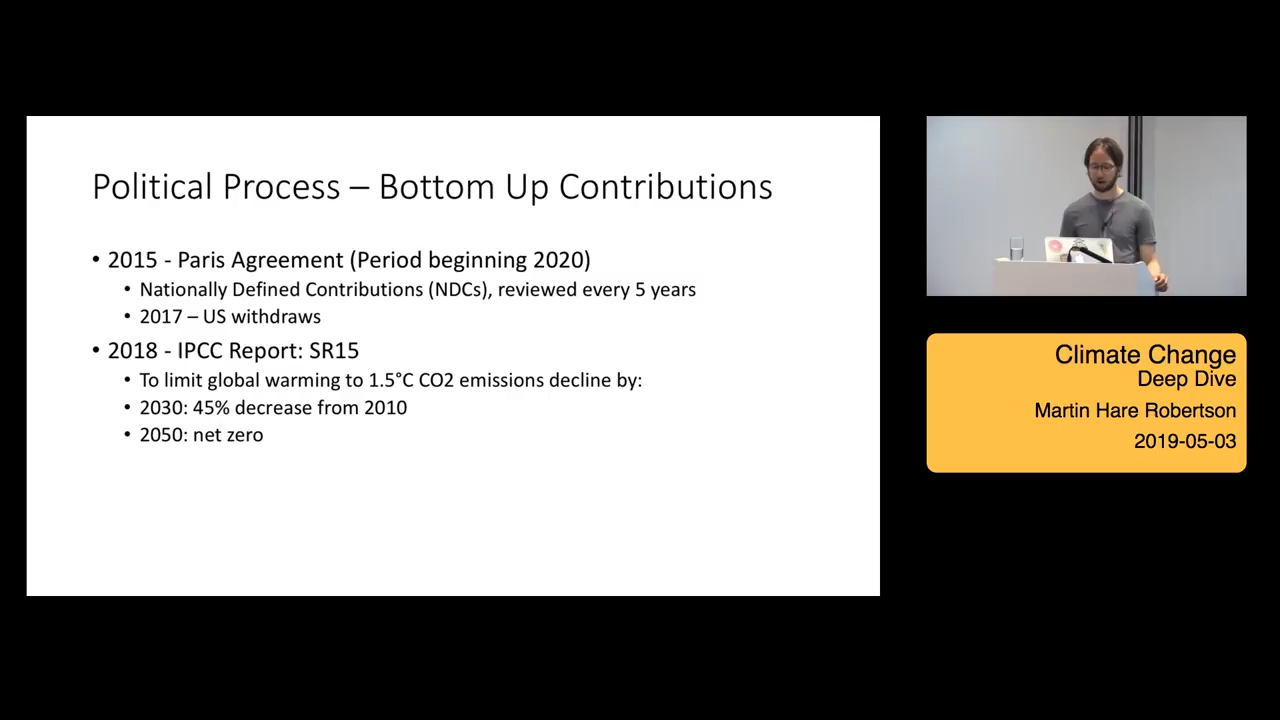 Political Process – Bottom Up Contributions
• 2015 - Paris Agreement (Period beginning 2020)
• Nationally Defined Contributions (NDCs), reviewed every 5 years
• 2017 – US withdraws
• 2018 - IPCC Report: SR15
• To limit global warming to 1.5°C CO2 emissions decline by:
• 2030: 45% decrease from 2010
• 2050: net zero
Climate Change
Deep Dive
Martin Hare Robertson
2019-05-03